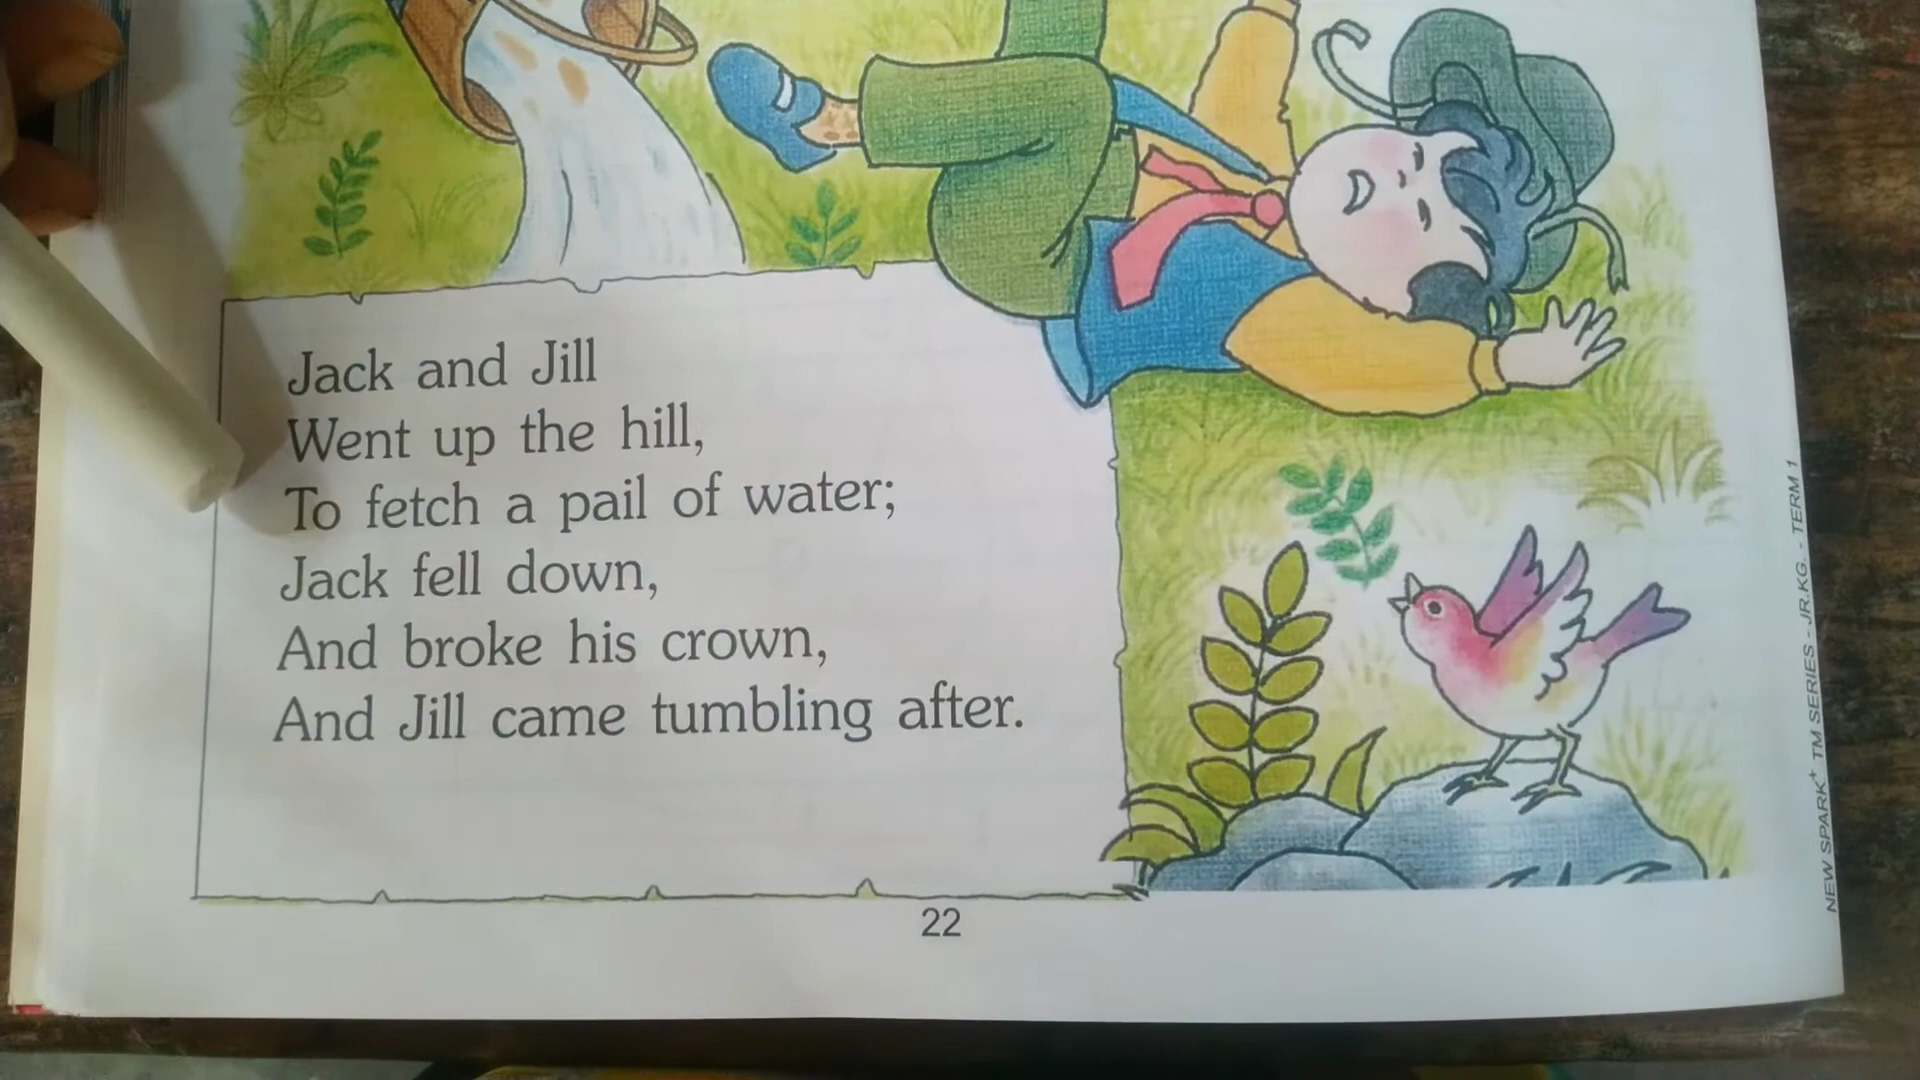 Jack and Jill
Went up the hill,
To fetch a pail of water;
Jack fell down,
And broke his crown,
And Jill came tumbling after.
22
NEW SPARK+ TM SERIES - JR.KG. - TERM 1